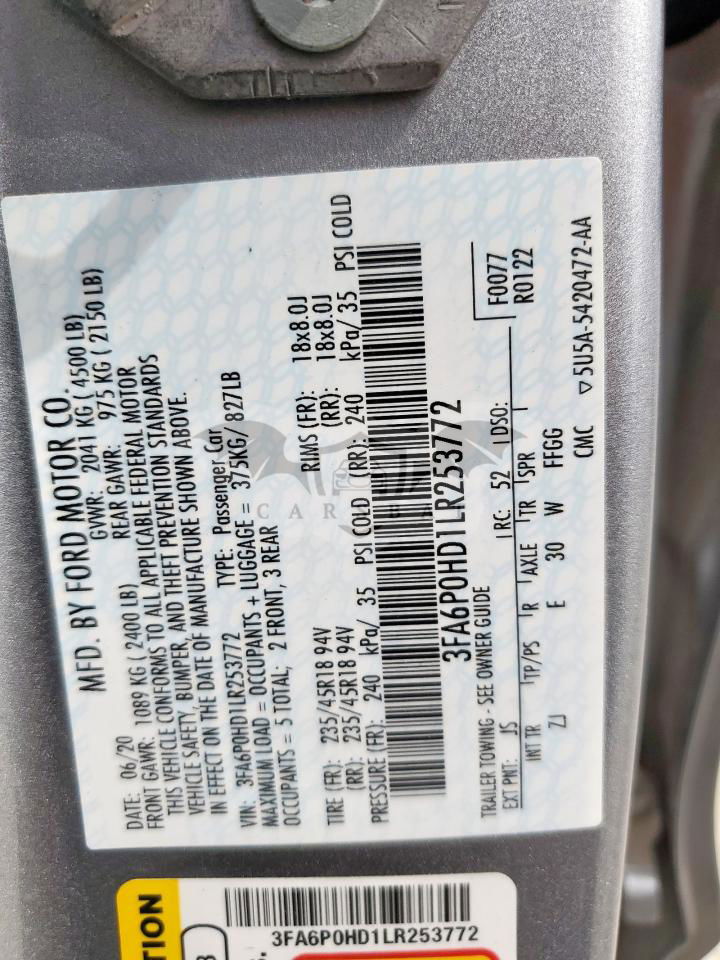 MFD. BY FORD MOTOR CO.
DATE: 06/20 GVWR: 2041 KG ( 4500 LB)
FRONT GAWR: 1089 KG ( 2400 LB) REAR GAWR: 975 KG ( 2150 LB)
THIS VEHICLE CONFORMS TO ALL APPLICABLE FEDERAL MOTOR
VEHICLE SAFETY, BUMPER, AND THEFT PREVENTION STANDARDS
IN EFFECT ON THE DATE OF MANUFACTURE SHOWN ABOVE.
VIN: 3FA6P0HD1LR253772 TYPE: Passenger Car
MAXIMUM LOAD = OCCUPANTS + LUGGAGE = 375KG/ 827LB
OCCUPANTS = 5 TOTAL; 2 FRONT, 3 REAR
TIRE (FR): 235/45R18 94V RIMS (FR): 18x8.0J
(RR): 235/45R18 94V (RR): 18x8.0J
PRESSURE (FR): 240 kPa/ 35 PSI COLD (RR): 240 kPa/ 35 PSI COLD
3FA6P0HD1LR253772
TRAILER TOWING - SEE OWNER GUIDE F0077
EXT PNT: JS RC: 52 DSO: R0122
INT TR TP/PS R AXLE TR SPR
ZJ E 30 W FFGG
CMC 5U5A-5420472-AA
TION
3FA6P0HD1LR253772